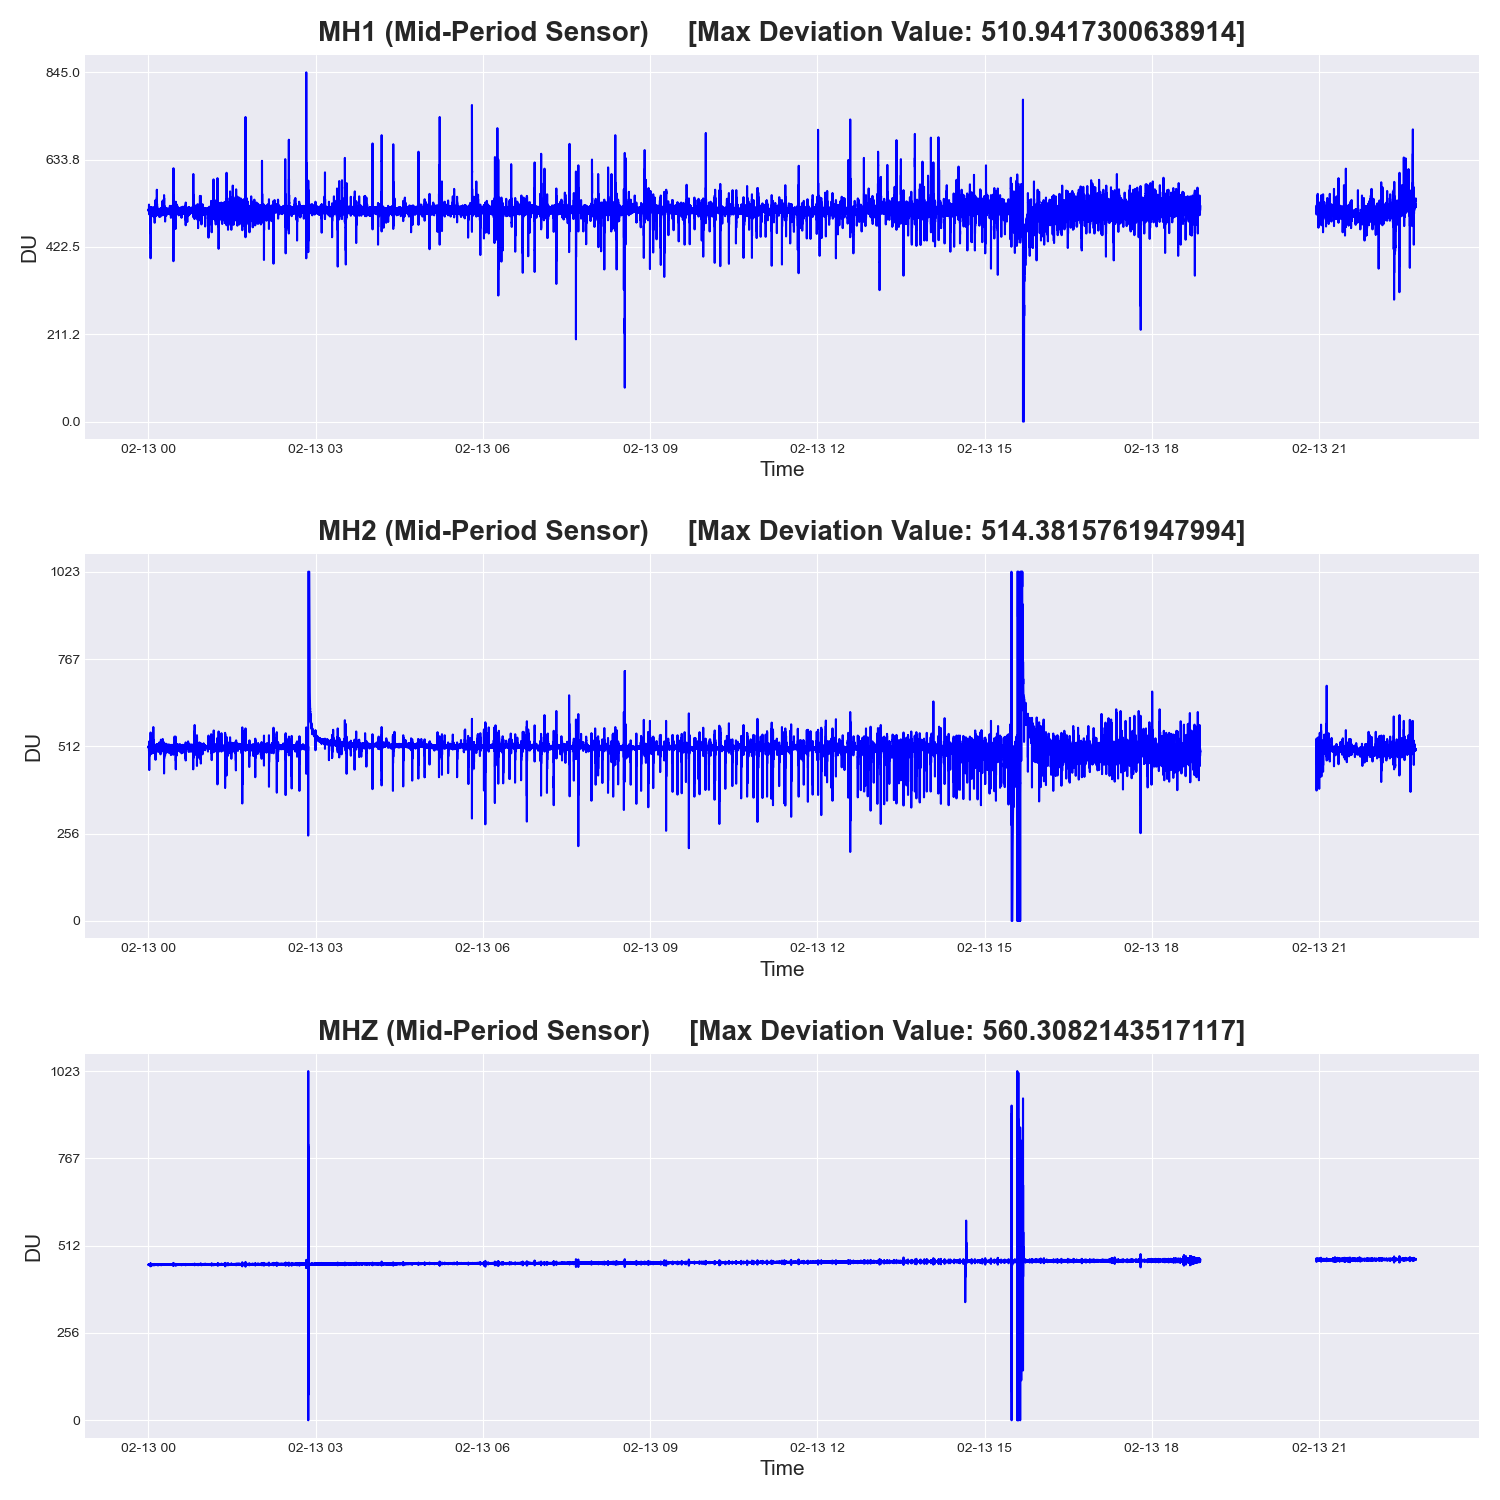 MH1 (Mid-Period Sensor) [Max Deviation Value: 510.9417300638914]
845.0
633.8
422.5
211.2
0.0
DU
02-13 00 02-13 03 02-13 06 02-13 09 02-13 12 02-13 15 02-13 18 02-13 21
Time
MH2 (Mid-Period Sensor) [Max Deviation Value: 514.3815761947994]
1023
767
512
256
0
DU
02-13 00 02-13 03 02-13 06 02-13 09 02-13 12 02-13 15 02-13 18 02-13 21
Time
MHZ (Mid-Period Sensor) [Max Deviation Value: 560.3082143517117]
1023
767
512
256
0
DU
02-13 00 02-13 03 02-13 06 02-13 09 02-13 12 02-13 15 02-13 18 02-13 21
Time